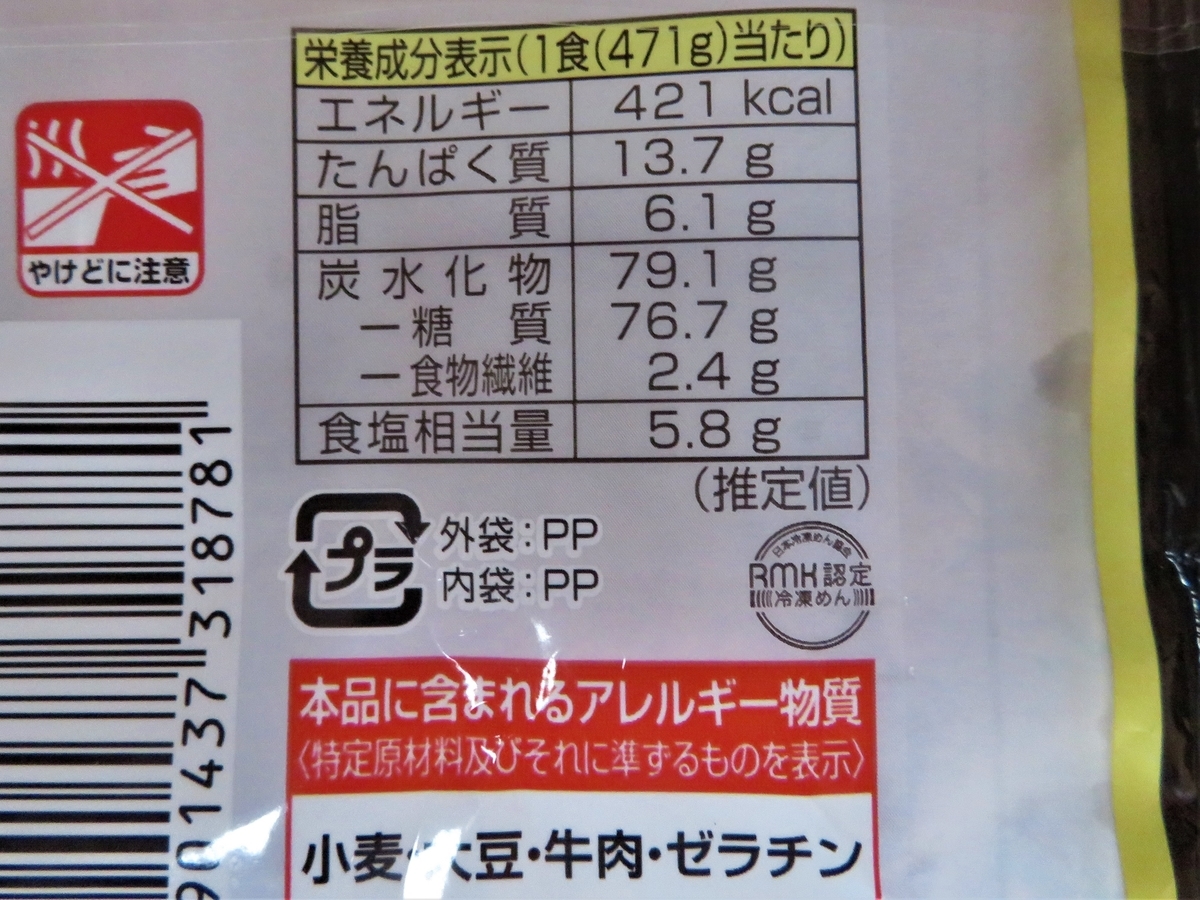 栄養成分表示(1食(471g)当たり)
エネルギー 421 kcal
たんぱく質 13.7 g
脂質 6.1 g
炭水化物 79.1 g
ー糖質 76.7 g
ー食物繊維 2.4 g
食塩相当量 5.8 g
(推定値)
やけどに注意
プラ
外袋:PP
内袋:PP
日本冷凍めん協会
RMK認定
冷凍めん
本品に含まれるアレルギー物質
〈特定原材料及びそれに準ずるものを表示〉
小麦・大豆・牛肉・ゼラチン
901437318781